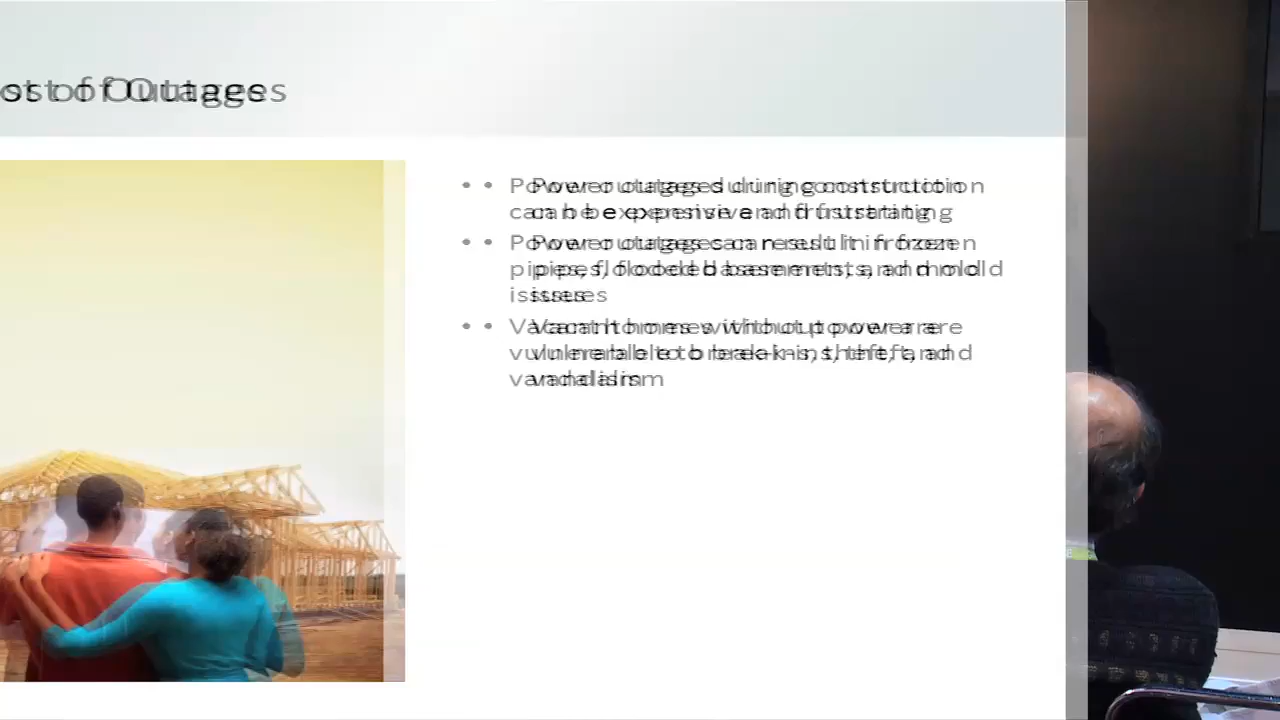 ost of Outages
• Power outages during construction
can be expensive and frustrating
• Power outages can result in frozen
pipes, flooded basements, and mold
issues
• Vacant homes without power are
vulnerable to break-ins, theft, and
vandalism